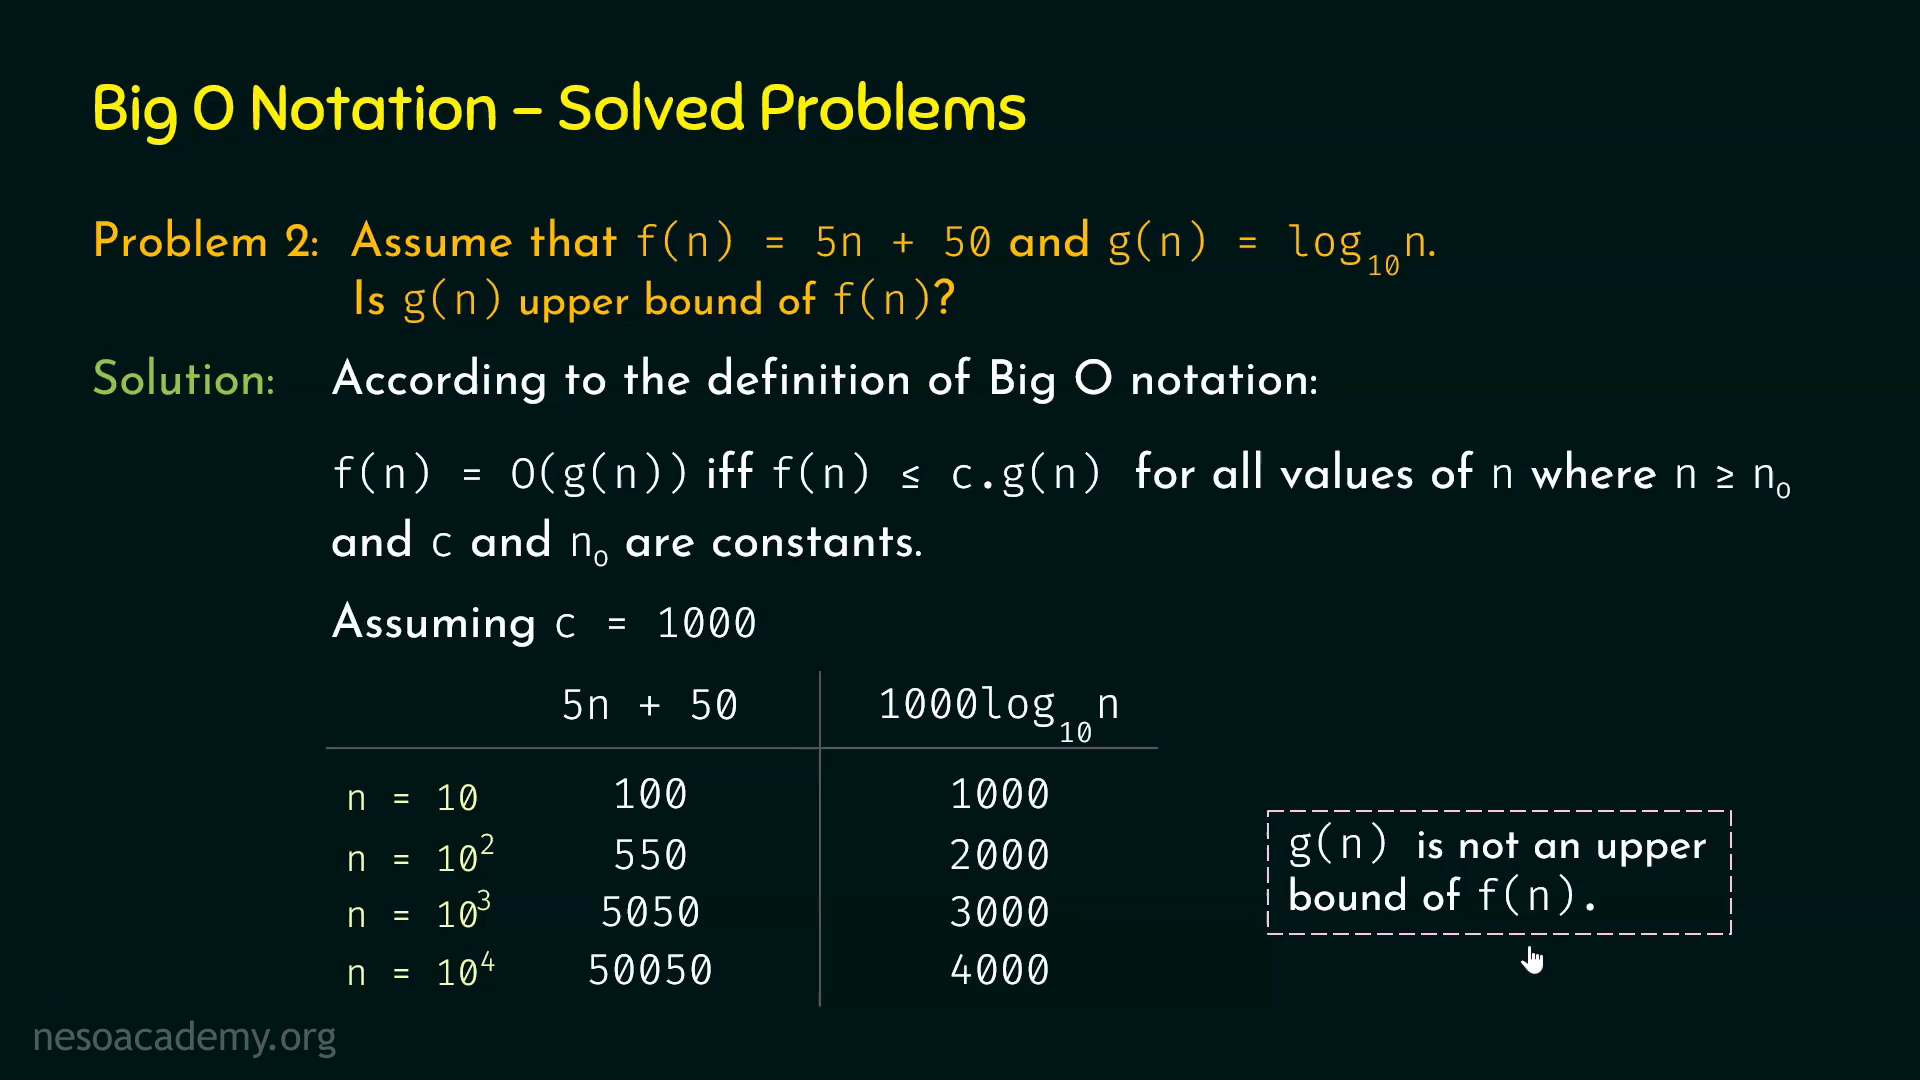 Big O Notation – Solved Problems
Problem 2: Assume that f(n) = 5n + 50 and g(n) = log₁₀n.
Is g(n) upper bound of f(n)?
Solution: According to the definition of Big O notation:
f(n) = O(g(n)) iff f(n) ≤ c.g(n) for all values of n where n ≥ n₀
and c and n₀ are constants.
Assuming c = 1000
5n + 50 1000log₁₀n
n = 10 100 1000
n = 10² 550 2000
n = 10³ 5050 3000
n = 10⁴ 50050 4000
g(n) is not an upper
bound of f(n).
nesoacademy.org